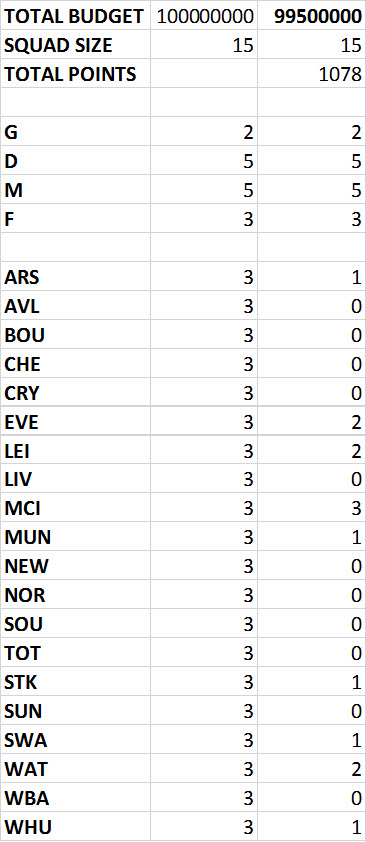 TOTAL BUDGET 100000000 99500000
SQUAD SIZE 15 15
TOTAL POINTS 1078
G 2 2
D 5 5
M 5 5
F 3 3
ARS 3 1
AVL 3 0
BOU 3 0
CHE 3 0
CRY 3 0
EVE 3 2
LEI 3 2
LIV 3 0
MCI 3 3
MUN 3 1
NEW 3 0
NOR 3 0
SOU 3 0
TOT 3 0
STK 3 1
SUN 3 0
SWA 3 1
WAT 3 2
WBA 3 0
WHU 3 1